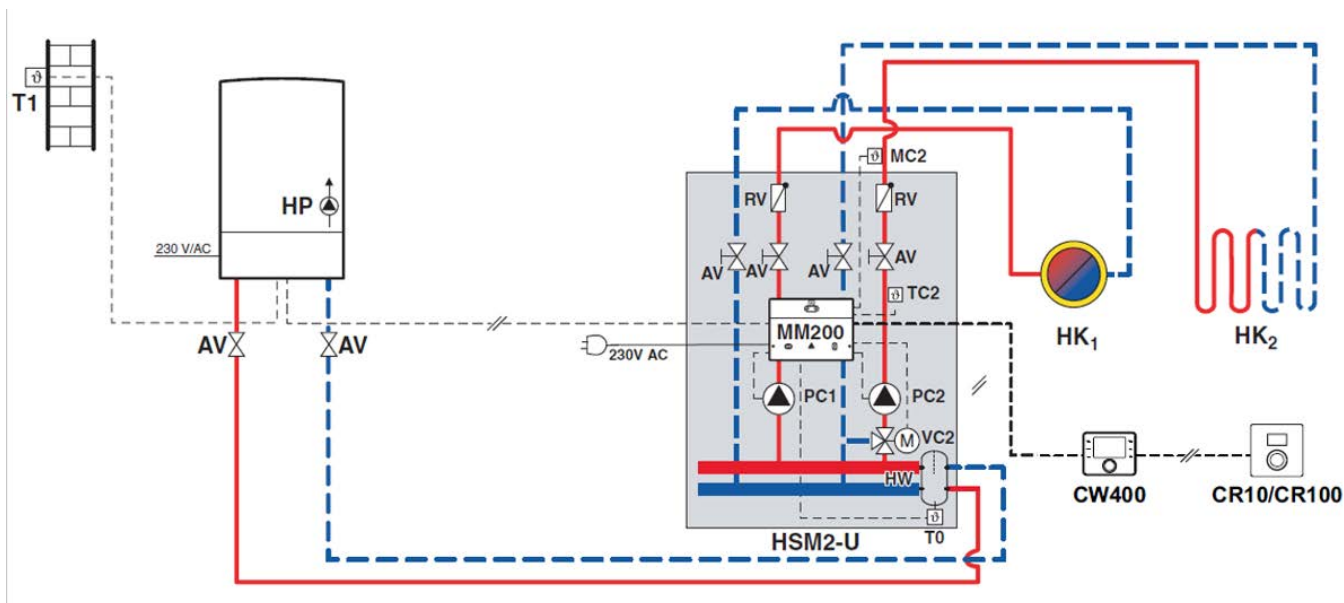 T1
HP
230 V/AC
AV
AV
MC2
RV
RV
AV
AV
AV
AV
TC2
MM200
230V AC
PC1
PC2
M
VC2
HW
T0
HSM2-U
HK₁
HK₂
CW400
CR10/CR100
ϑ
ϑ
ϑ
ϑ